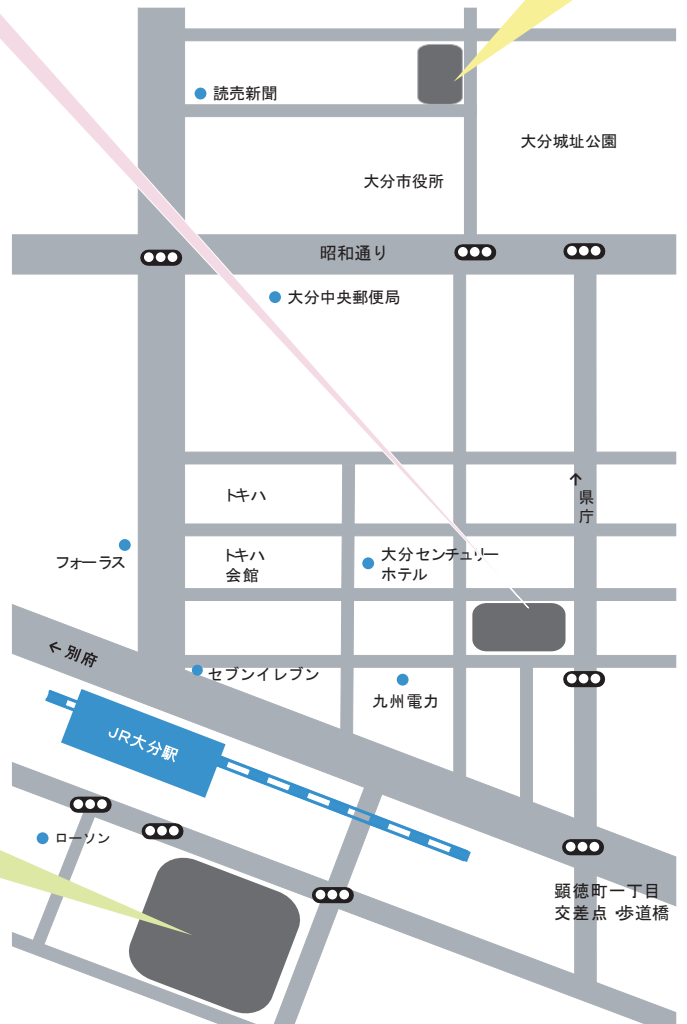 読売新聞
大分城址公園
大分市役所
昭和通り
大分中央郵便局
トキハ
↑
県
庁
フォーラス
トキハ
会館
大分センチュリー
ホテル
←別府
セブンイレブン
九州電力
JR大分駅
ローソン
顕徳町一丁目
交差点・歩道橋